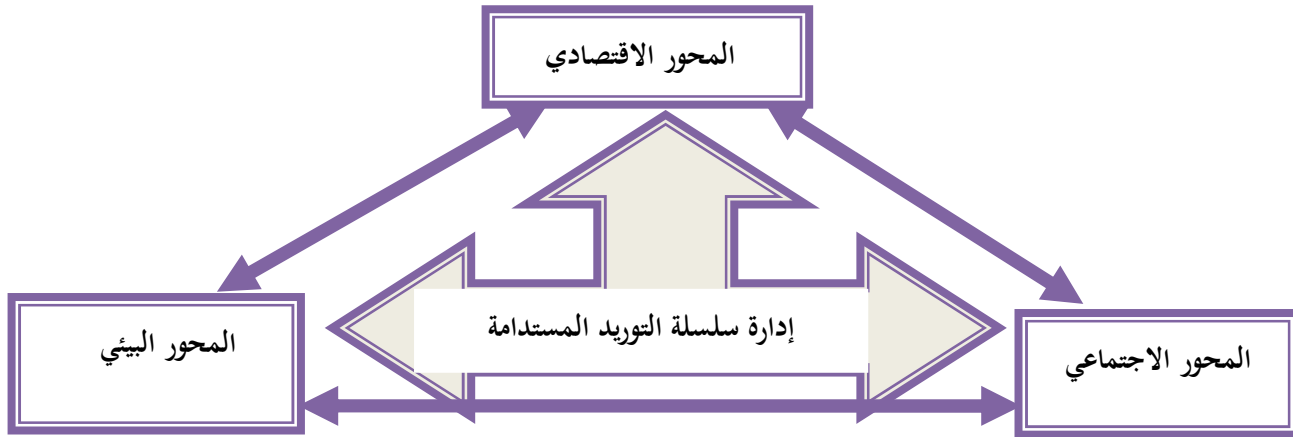 المحور الاقتصادي
إدارة سلسلة التوريد المستدامة
المحور الاجتماعي
المحور البيئي